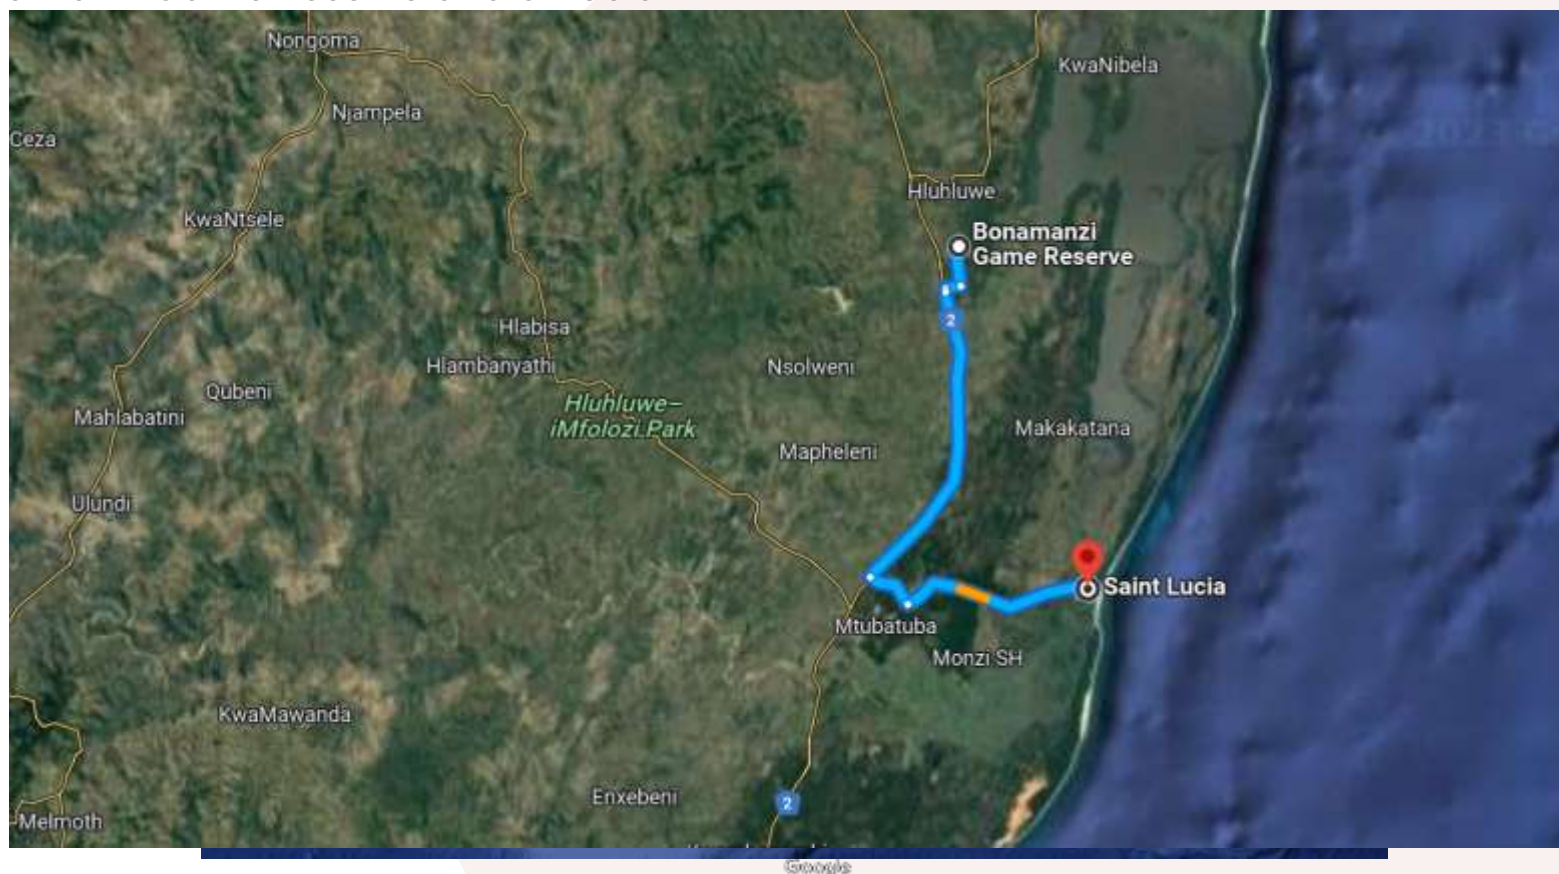 Nongoma
KwaNibela
Njampela
Ceza
Hluhluwe
KwaNtsele
Bonamanzi
Game Reserve
2
Hlabisa
Hlambanyathi
Nsolweni
Qubeni
Hluhluwe–
iMfolozi Park
Mahlabatini
Makakatana
Mapheleni
Ulundi
Saint Lucia
Mtubatuba
Monzi SH
KwaMawanda
Enxebeni
2
Melmoth
Google